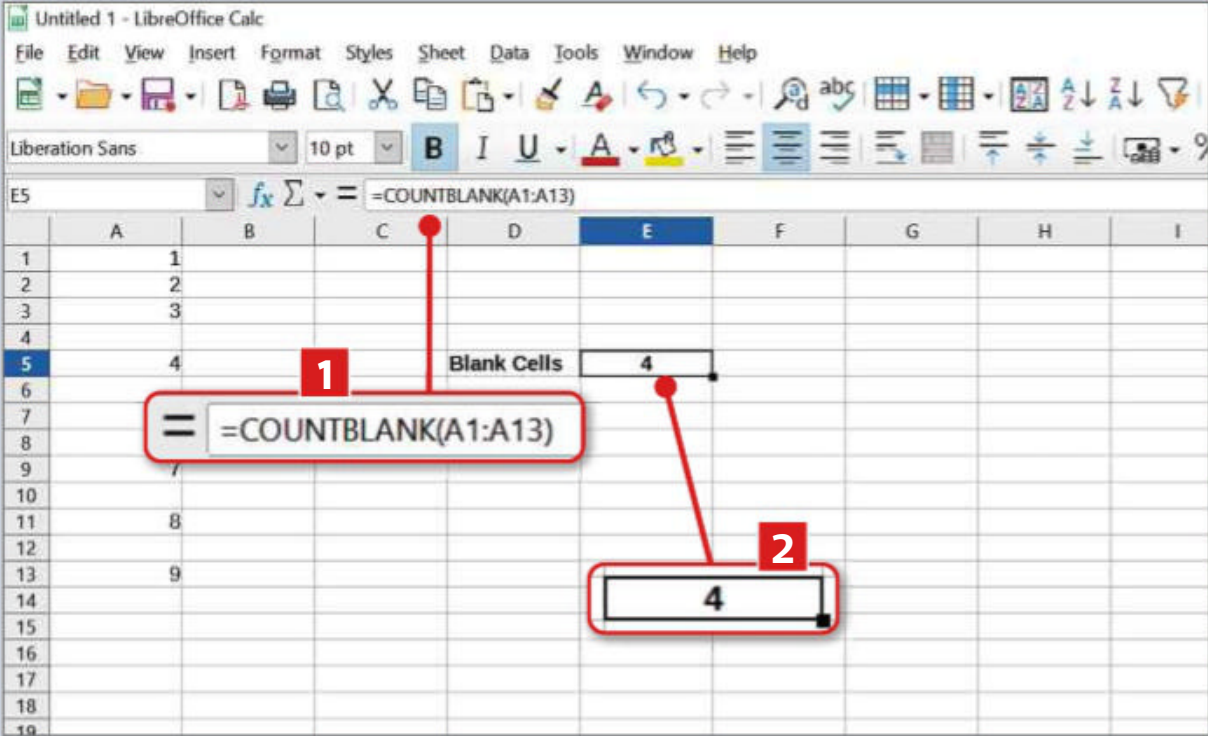 Untitled 1 - LibreOffice Calc
File Edit View Insert Format Styles Sheet Data Tools Window Help
Liberation Sans 10 pt B I U A %
E5 fx Σ = =COUNTBLANK(A1:A13)
A B C D E F G H I
1 1
2 2
3 3
4
5 4 Blank Cells 4
1
6
7
= =COUNTBLANK(A1:A13)
8
9 7
10
11 8
12
2
13 9
14 4
15
16
17
18
19